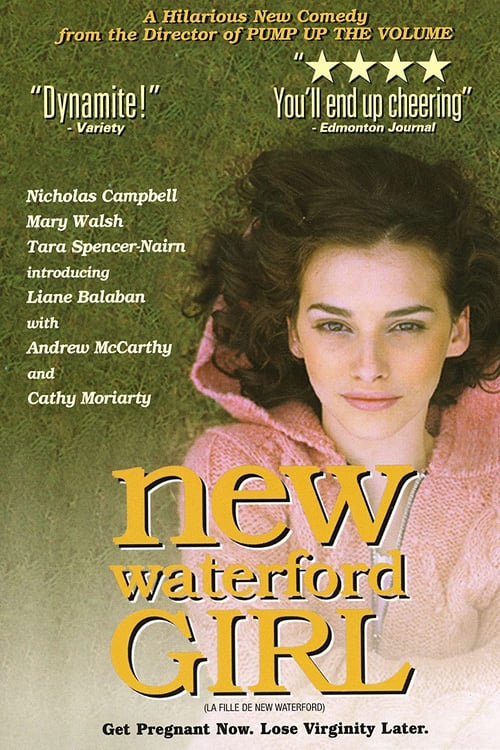 A Hilarious New Comedy
from the Director of PUMP UP THE VOLUME
"Dynamite!"
- Variety
"★★★★
You'll end up cheering"
- Edmonton Journal
Nicholas Campbell
Mary Walsh
Tara Spencer-Nairn
introducing
Liane Balaban
with
Andrew McCarthy
and
Cathy Moriarty
new
waterford
GIRL
(LA FILLE DE NEW WATERFORD)
Get Pregnant Now. Lose Virginity Later.